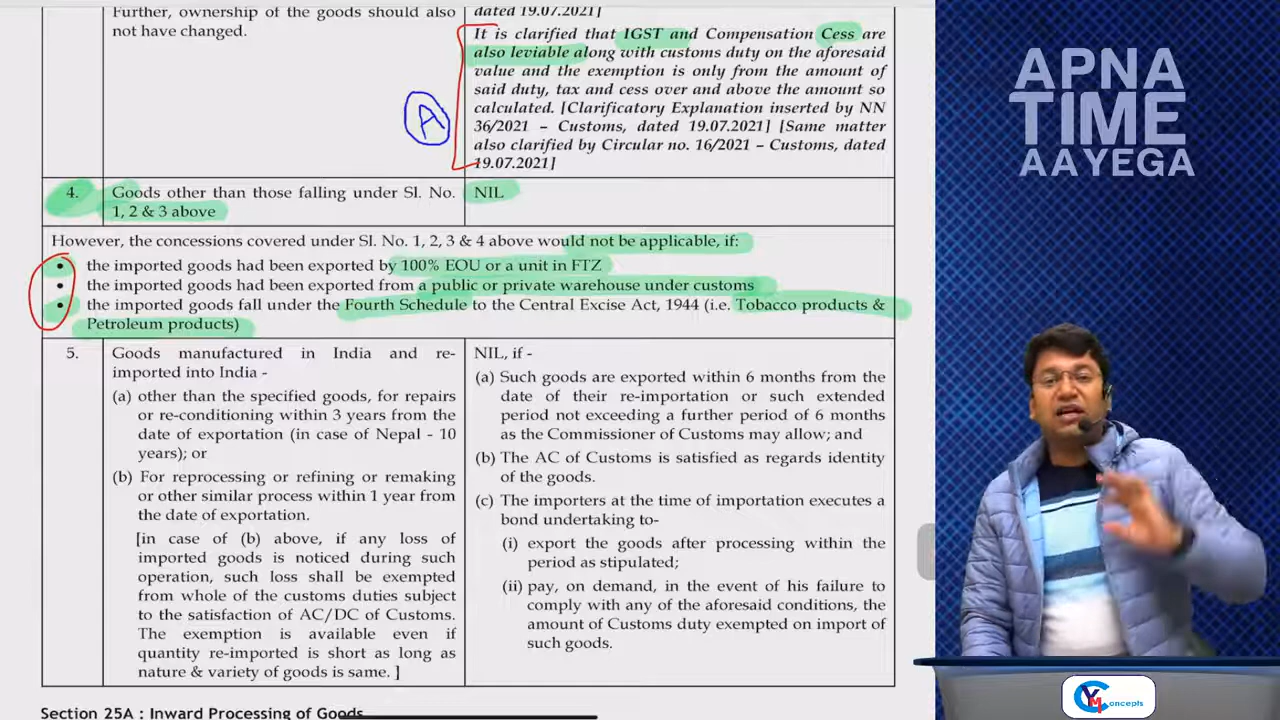 Further, ownership of the goods should also
not have changed.
dated 19.07.2021]
It is clarified that IGST and Compensation Cess are
also leviable along with customs duty on the aforesaid
value and the exemption is only from the amount of
said duty, tax and cess over and above the amount so
calculated. [Clarificatory Explanation inserted by NN
36/2021 – Customs, dated 19.07.2021] [Same matter
also clarified by Circular no. 16/2021 – Customs, dated
19.07.2021]
A
4. Goods other than those falling under Sl. No. NIL
1, 2 & 3 above
However, the concessions covered under Sl. No. 1, 2, 3 & 4 above would not be applicable, if:
• the imported goods had been exported by 100% EOU or a unit in FTZ
• the imported goods had been exported from a public or private warehouse under customs
• the imported goods fall under the Fourth Schedule to the Central Excise Act, 1944 (i.e. Tobacco products &
Petroleum products)
5. Goods manufactured in India and re-
imported into India -
(a) other than the specified goods, for repairs
or re-conditioning within 3 years from the
date of exportation (in case of Nepal - 10
years); or
(b) For reprocessing or refining or remaking
or other similar process within 1 year from
the date of exportation.
[in case of (b) above, if any loss of
imported goods is noticed during such
operation, such loss shall be exempted
from whole of the customs duties subject
to the satisfaction of AC/DC of Customs.
The exemption is available even if
quantity re-imported is short as long as
nature & variety of goods is same. ]
NIL, if -
(a) Such goods are exported within 6 months from the
date of their re-importation or such extended
period not exceeding a further period of 6 months
as the Commissioner of Customs may allow; and
(b) The AC of Customs is satisfied as regards identity
of the goods.
(c) The importers at the time of importation executes a
bond undertaking to-
(i) export the goods after processing within the
period as stipulated;
(ii) pay, on demand, in the event of his failure to
comply with any of the aforesaid conditions, the
amount of Customs duty exempted on import of
such goods.
Section 25A : Inward Processing of Goods
APNA
TIME
AAYEGA
YM Concepts